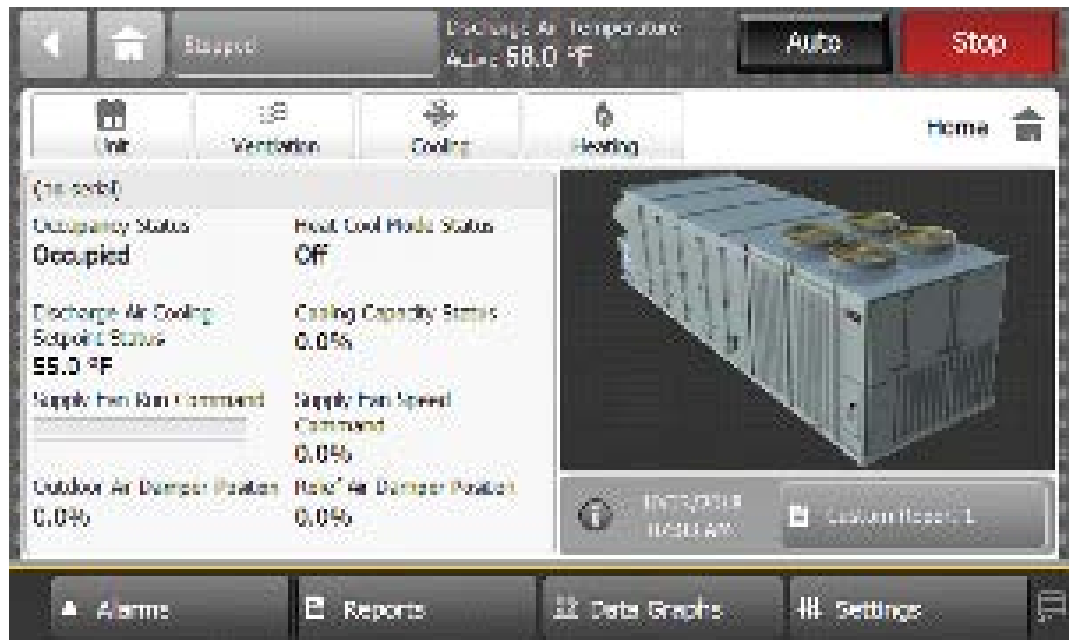 Stopped
Discharge Air Temperature
Active 58.0 °F
Auto
Stop
Unit
Ventilation
Cooling
Heating
Home
Occupancy Status
Occupied
Heat Cool Mode Status
Off
Discharge Air Cooling
Setpoint Status
55.0 °F
Cooling Capacity Status
0.0%
Supply Fan Run Command
Supply Fan Speed
Command
0.0%
Outdoor Air Damper Position
0.0%
Relief Air Damper Position
0.0%
Custom Report 1
Alarms
Reports
Data Graphs
Settings